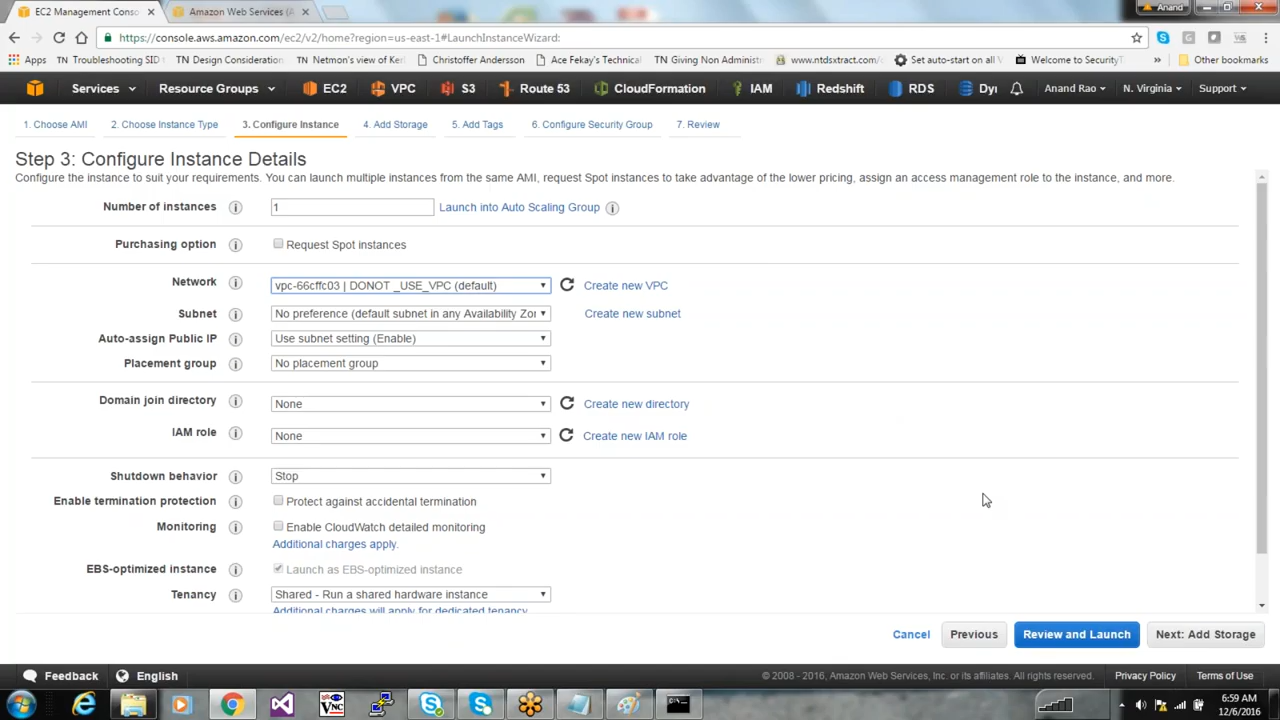 EC2 Management Conso
Amazon Web Services (A
Anand
https://console.aws.amazon.com/ec2/v2/home?region=us-east-1#LaunchInstanceWizard:
Apps
TN Troubleshooting SID
TN Design Consideration
TN Netmon's view of Ker
Christoffer Andersson
Ace Fekay's Technical
TN Giving Non Administ
www.ntdsxtract.com/
Set auto-start on all V
Welcome to SecurityT
»
Other bookmarks
Services
Resource Groups
EC2
VPC
S3
Route 53
CloudFormation
IAM
Redshift
RDS
Anand Rao
N. Virginia
Support
1. Choose AMI
2. Choose Instance Type
3. Configure Instance
4. Add Storage
5. Add Tags
6. Configure Security Group
7. Review
Step 3: Configure Instance Details
Configure the instance to suit your requirements. You can launch multiple instances from the same AMI, request Spot instances to take advantage of the lower pricing, assign an access management role to the instance, and more.
Number of instances
1
Launch into Auto Scaling Group
Purchasing option
Request Spot instances
Network
vpc-66cffc03 | DONOT _USE_VPC (default)
Create new VPC
Subnet
No preference (default subnet in any Availability Zor
Create new subnet
Auto-assign Public IP
Use subnet setting (Enable)
Placement group
No placement group
Domain join directory
None
Create new directory
IAM role
None
Create new IAM role
Shutdown behavior
Stop
Enable termination protection
Protect against accidental termination
Monitoring
Enable CloudWatch detailed monitoring
Additional charges apply.
EBS-optimized instance
Launch as EBS-optimized instance
Tenancy
Shared - Run a shared hardware instance
Additional charges will apply for dedicated tenancy.
Cancel
Previous
Review and Launch
Next: Add Storage
Feedback
English
© 2008 - 2016, Amazon Web Services, Inc. or its affiliates. All rights reserved.
Privacy Policy
Terms of Use
6:59 AM
12/6/2016